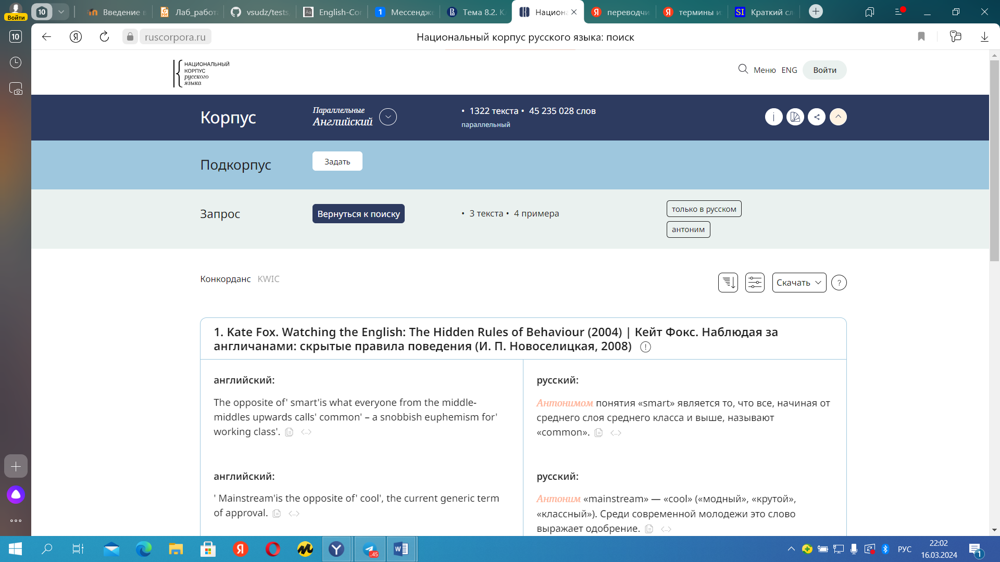 Войти
10
Введение в
Лаб_работа
vsudz/tests
English-Cor
1
Мессендже
Тема 8.2. К
Национа
переводчи
термины и
SI
Краткий сл
10
ruscorpora.ru
Национальный корпус русского языка: поиск
НАЦИОНАЛЬНЫЙ
КОРПУС
русского
языка
Меню ENG Войти
Корпус
Параллельные
Английский
• 1322 текста • 45 235 028 слов
параллельный
Подкорпус
Задать
Запрос
Вернуться к поиску
• 3 текста • 4 примера
только в русском
антоним
Конкорданс KWIC
Скачать
?
1. Kate Fox. Watching the English: The Hidden Rules of Behaviour (2004) | Кейт Фокс. Наблюдая за
англичанами: скрытые правила поведения (И. П. Новоселицкая, 2008)
английский:
The opposite of' smart'is what everyone from the middle-
middles upwards calls' common' – a snobbish euphemism for'
working class'.
русский:
Антонимом понятия «smart» является то, что все, начиная от
среднего слоя среднего класса и выше, называют
«common».
английский:
' Mainstream'is the opposite of' cool', the current generic term
of approval.
русский:
Антоним «mainstream» — «cool» («модный», «крутой»,
«классный»). Среди современной молодежи это слово
выражает одобрение.
..45
РУС
22:02
16.03.2024
1